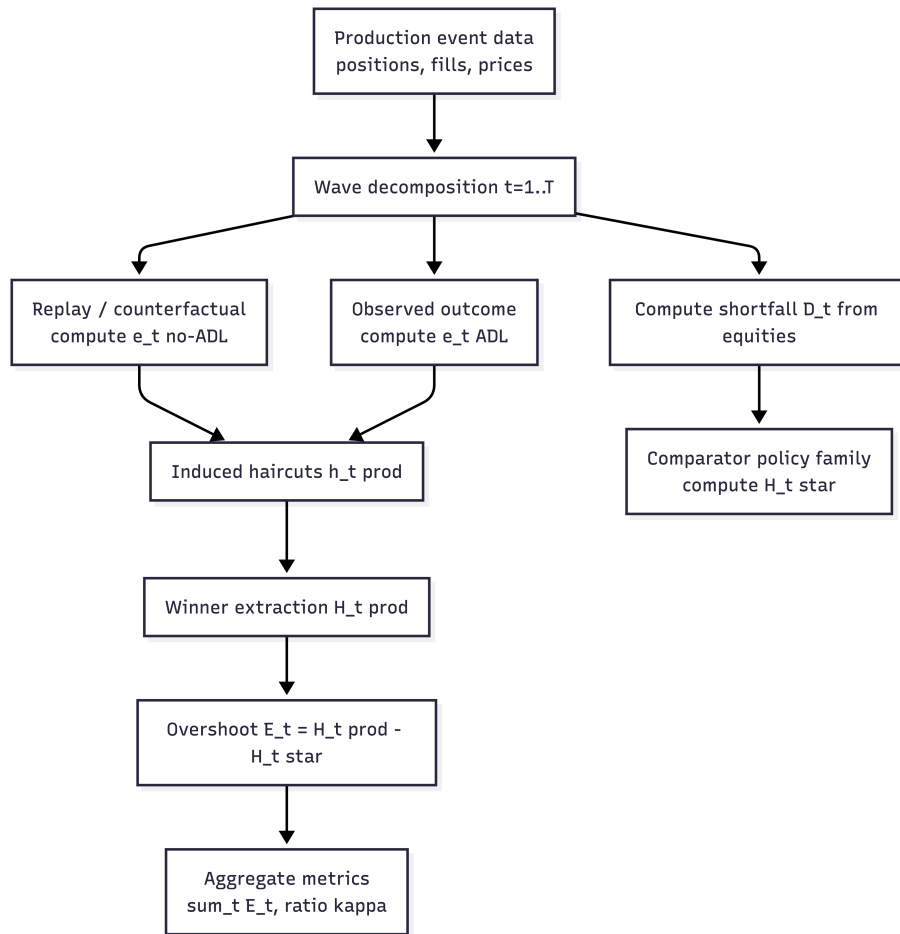 Production event data
positions, fills, prices
Wave decomposition t=1..T
Replay / counterfactual
compute e_t no-ADL
Observed outcome
compute e_t ADL
Compute shortfall D_t from
equities
Induced haircuts h_t prod
Comparator policy family
compute H_t star
Winner extraction H_t prod
Overshoot E_t = H_t prod -
H_t star
Aggregate metrics
sum_t E_t, ratio kappa